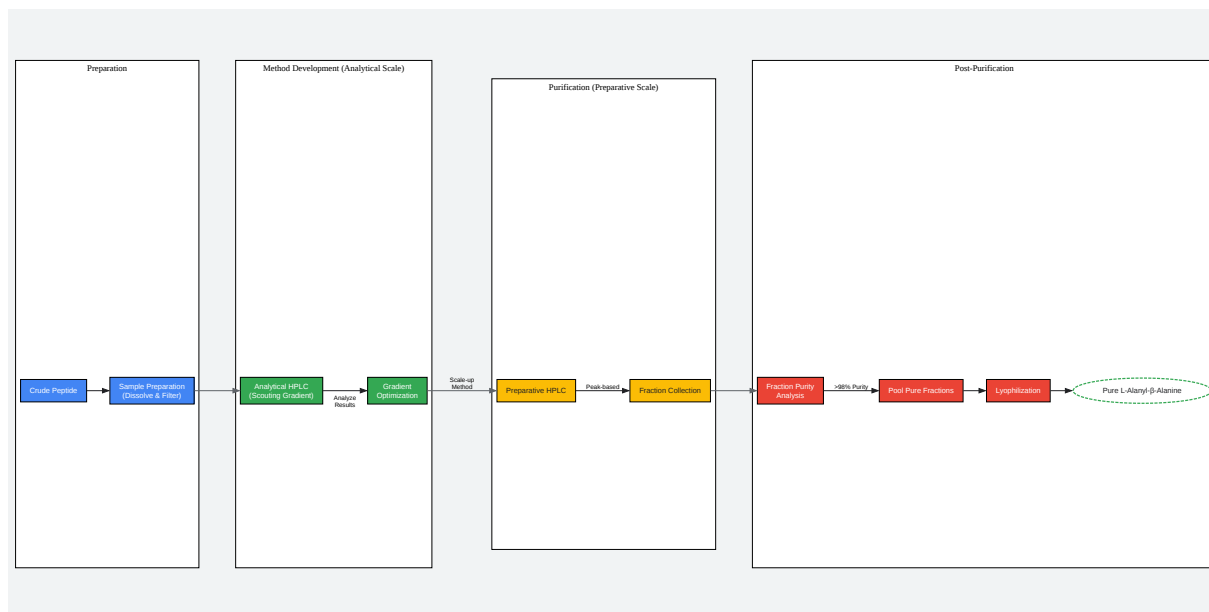 Preparation
Crude Peptide
Sample Preparation
(Dissolve & Filter)
Method Development (Analytical Scale)
Analytical HPLC
(Scouting Gradient)
Analyze
Results
Gradient
Optimization
Scale-up
Method
Purification (Preparative Scale)
Preparative HPLC
Peak-based
Fraction Collection
Post-Purification
Fraction Purity
Analysis
>98% Purity
Pool Pure Fractions
Lyophilization
Pure L-Alanyl-β-Alanine